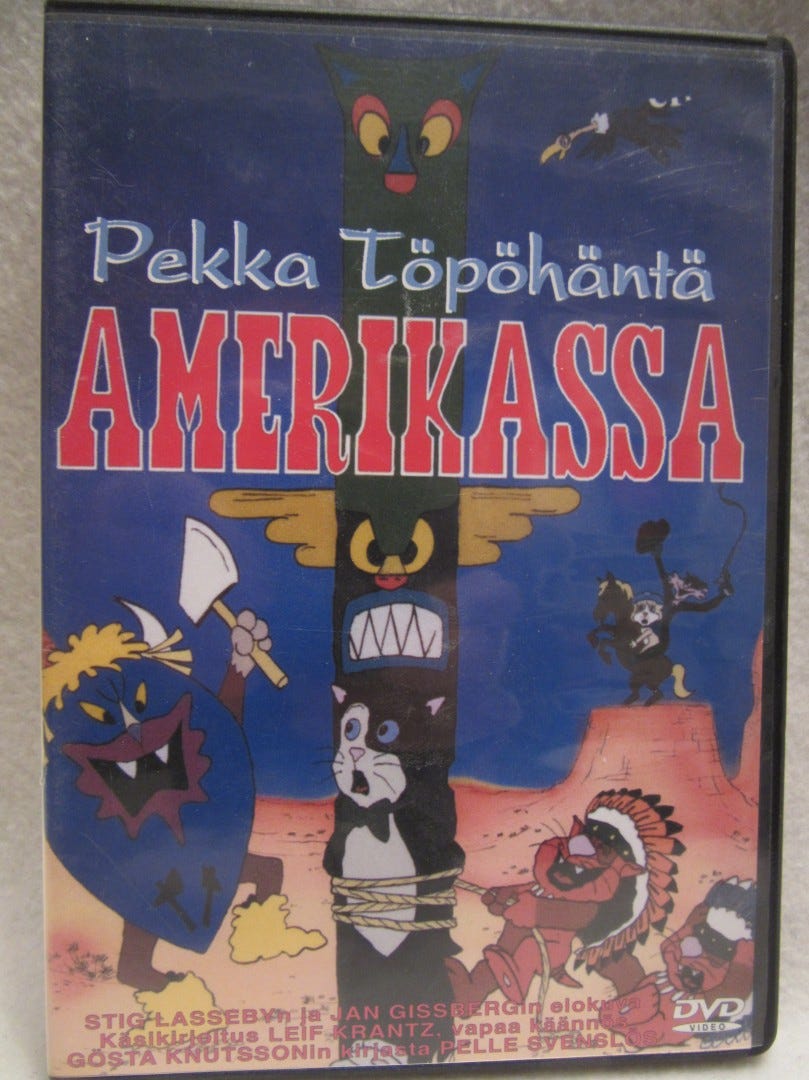 Pekka Töpöhäntä
AMERIKASSA
STIG LASSEBYn ja JAN GISSBERGin elokuva
Käsikirjoitus LEIF KRANTZ, vapaa käännös
GÖSTA KNUTSSONin kirjasta PELLE SVENSLÖS
DVD
VIDEO